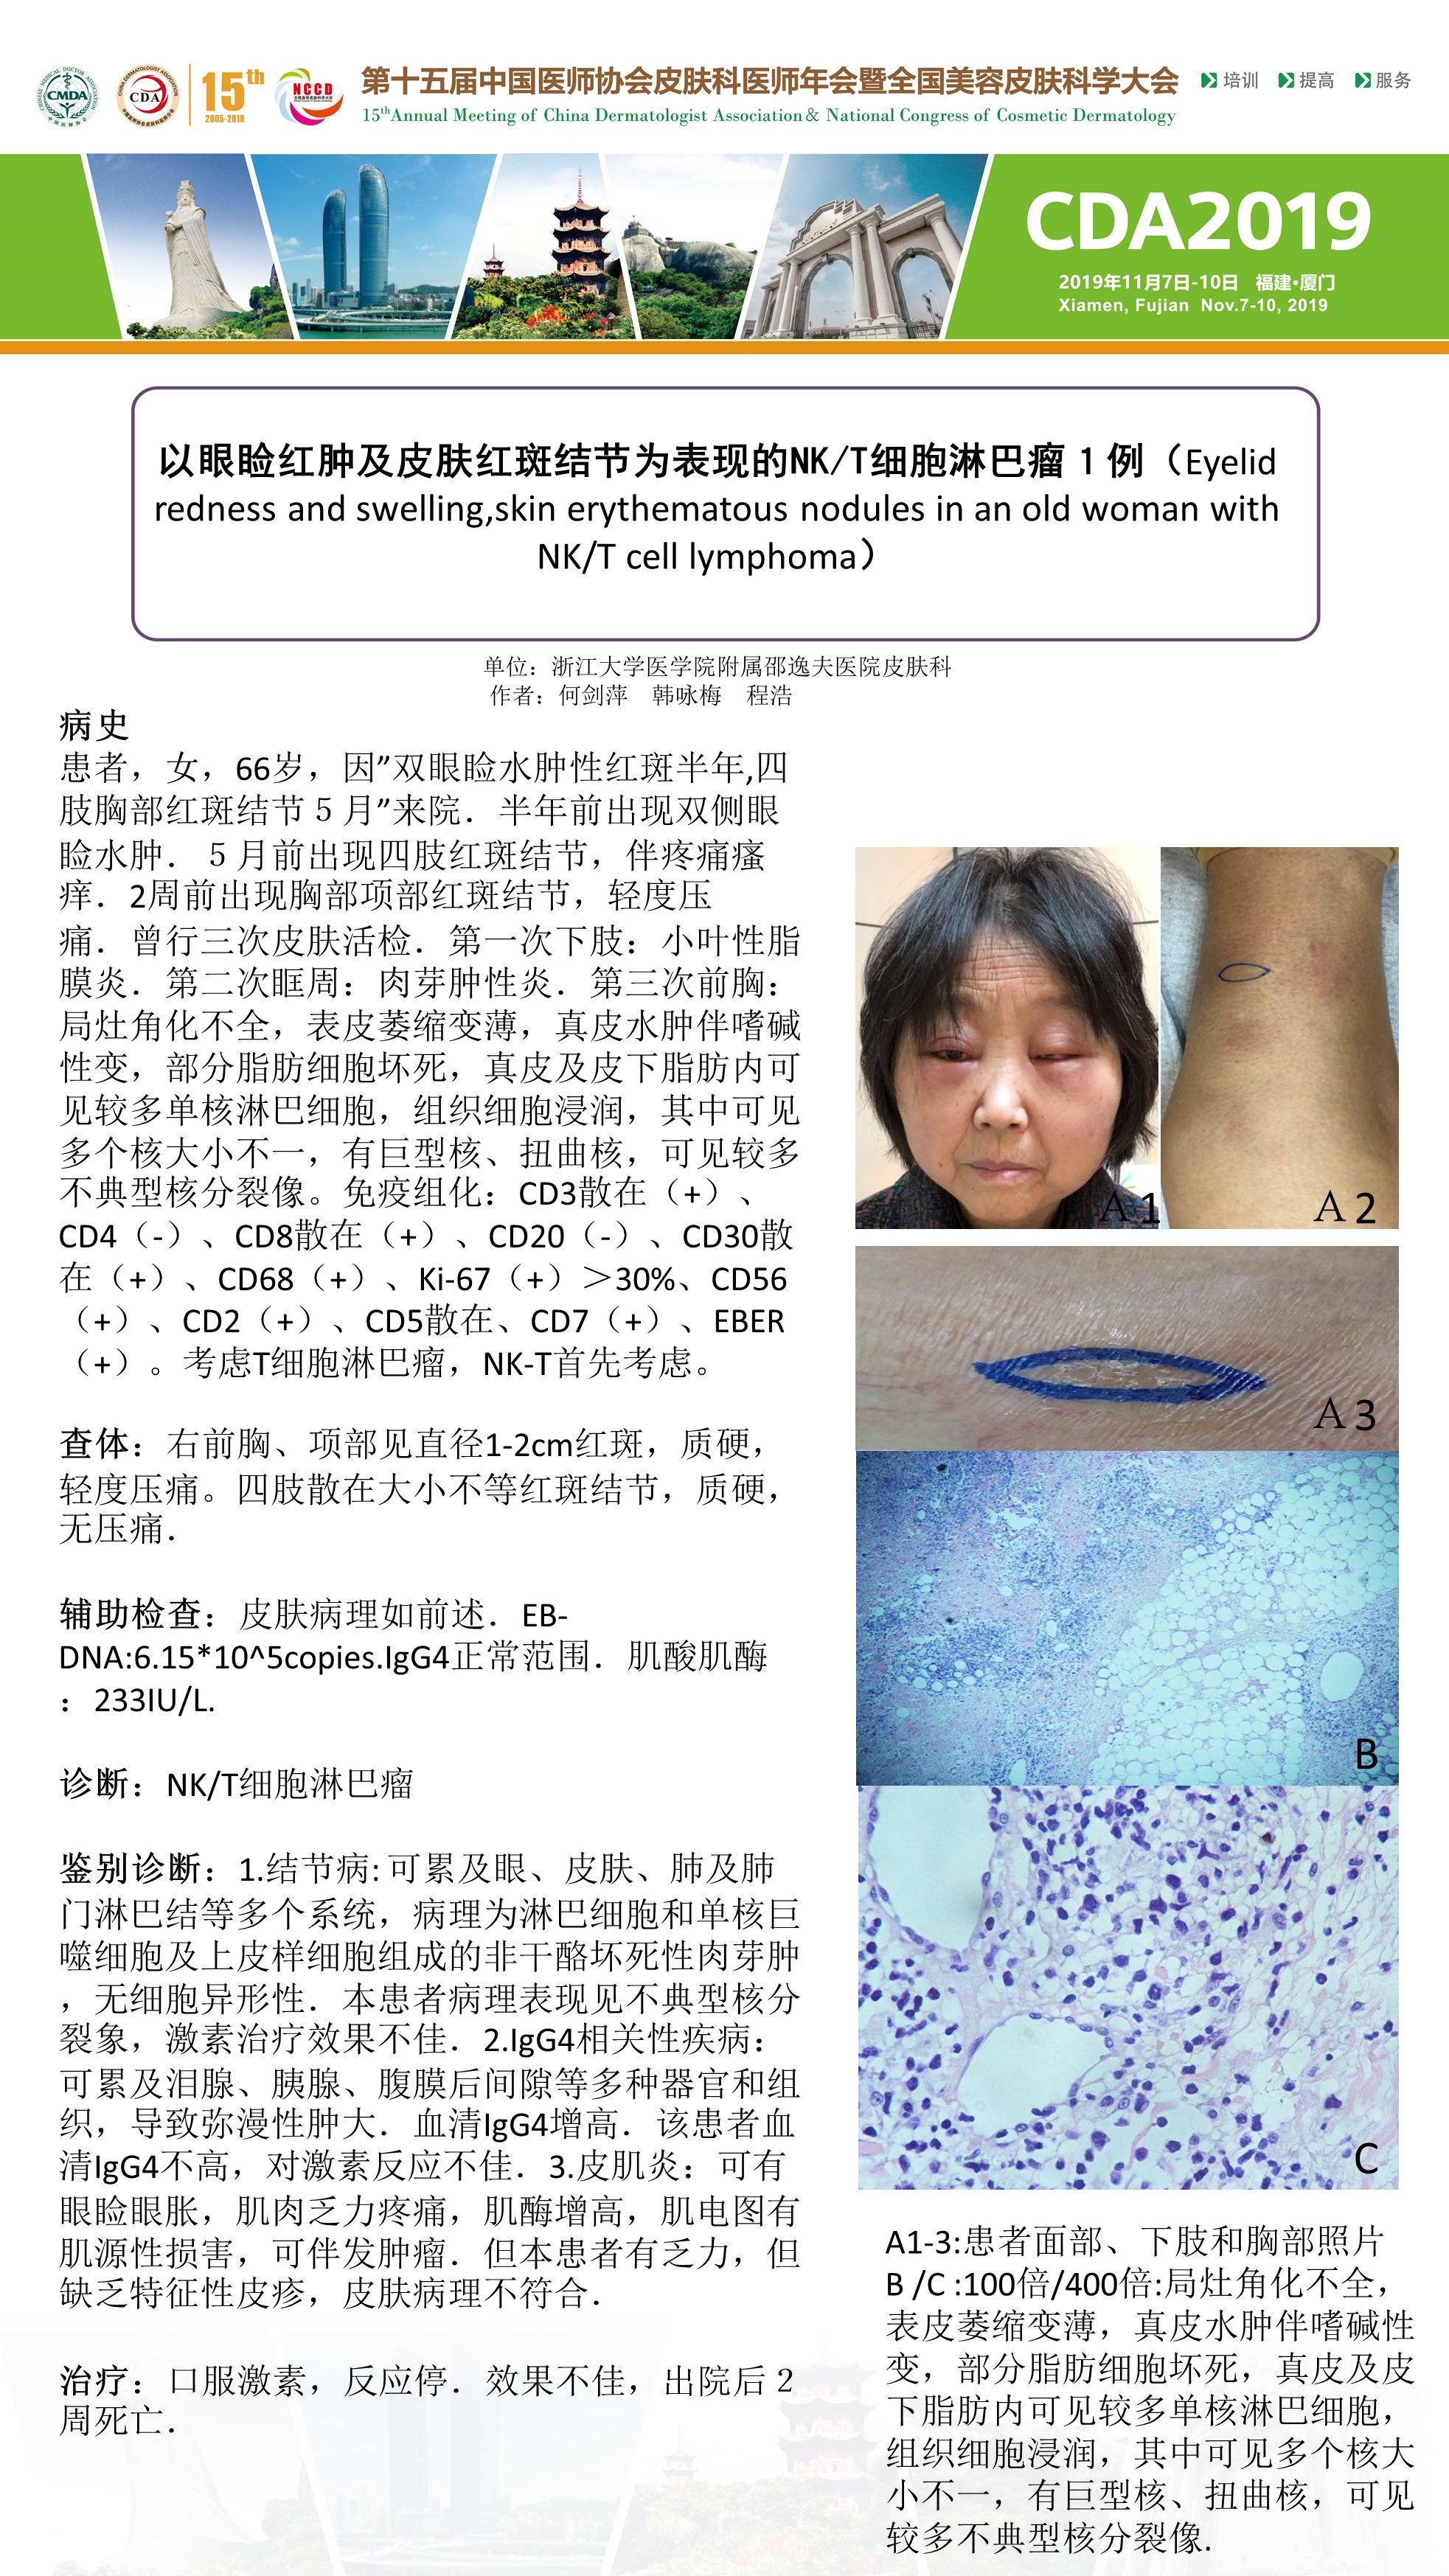 CMDA
CDA
15th
2005-2019
NCCD
第十五届中国医师协会皮肤科医师年会暨全国美容皮肤科学大会
15thAnnual Meeting of China Dermatologist Association& National Congress of Cosmetic Dermatology
培训 提高 服务
CDA2019
2019年11月7日-10日 福建•厦门
Xiamen, Fujian Nov.7-10, 2019
以眼睑红肿及皮肤红斑结节为表现的NK/T细胞淋巴瘤 1 例（Eyelid
redness and swelling,skin erythematous nodules in an old woman with
NK/T cell lymphoma）
单位：浙江大学医学院附属邵逸夫医院皮肤科
作者：何剑萍 韩咏梅 程浩
病史
患者，女，66岁，因”双眼睑水肿性红斑半年,四
肢胸部红斑结节５月”来院．半年前出现双侧眼
睑水肿．５月前出现四肢红斑结节，伴疼痛瘙
痒．2周前出现胸部项部红斑结节，轻度压
痛．曾行三次皮肤活检．第一次下肢：小叶性脂
膜炎．第二次眶周：肉芽肿性炎．第三次前胸：
局灶角化不全，表皮萎缩变薄，真皮水肿伴嗜碱
性变，部分脂肪细胞坏死，真皮及皮下脂肪内可
见较多单核淋巴细胞，组织细胞浸润，其中可见
多个核大小不一，有巨型核、扭曲核，可见较多
不典型核分裂像。免疫组化：CD3散在（+）、
CD4（-）、CD8散在（+）、CD20（-）、CD30散
在（+）、CD68（+）、Ki-67（+）＞30%、CD56
（+）、CD2（+）、CD5散在、CD7（+）、EBER
（+）。考虑T细胞淋巴瘤，NK-T首先考虑。
查体：右前胸、项部见直径1-2cm红斑，质硬，
轻度压痛。四肢散在大小不等红斑结节，质硬，
无压痛．
辅助检查：皮肤病理如前述．EB-
DNA:6.15*10^5copies.IgG4正常范围．肌酸肌酶
：233IU/L.
诊断：NK/T细胞淋巴瘤
鉴别诊断：1.结节病:可累及眼、皮肤、肺及肺
门淋巴结等多个系统，病理为淋巴细胞和单核巨
噬细胞及上皮样细胞组成的非干酪坏死性肉芽肿
，无细胞异形性．本患者病理表现见不典型核分
裂象，激素治疗效果不佳．2.IgG4相关性疾病：
可累及泪腺、胰腺、腹膜后间隙等多种器官和组
织，导致弥漫性肿大．血清IgG4增高．该患者血
清IgG4不高，对激素反应不佳．3.皮肌炎：可有
眼睑眼胀，肌肉乏力疼痛，肌酶增高，肌电图有
肌源性损害，可伴发肿瘤．但本患者有乏力，但
缺乏特征性皮疹，皮肤病理不符合．
治疗：口服激素，反应停．效果不佳，出院后２
周死亡．
A 1
A 2
A 3
B
C
A1-3:患者面部、下肢和胸部照片
B /C :100倍/400倍:局灶角化不全，
表皮萎缩变薄，真皮水肿伴嗜碱性
变，部分脂肪细胞坏死，真皮及皮
下脂肪内可见较多单核淋巴细胞，
组织细胞浸润，其中可见多个核大
小不一，有巨型核、扭曲核，可见
较多不典型核分裂像.